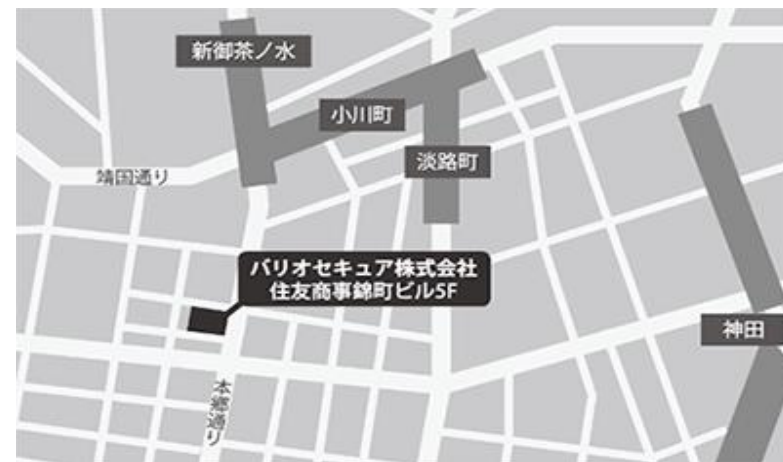 新御茶ノ水
小川町
淡路町
靖国通り
バリオセキュア株式会社
住友商事錦町ビル5F
神田
本郷通り